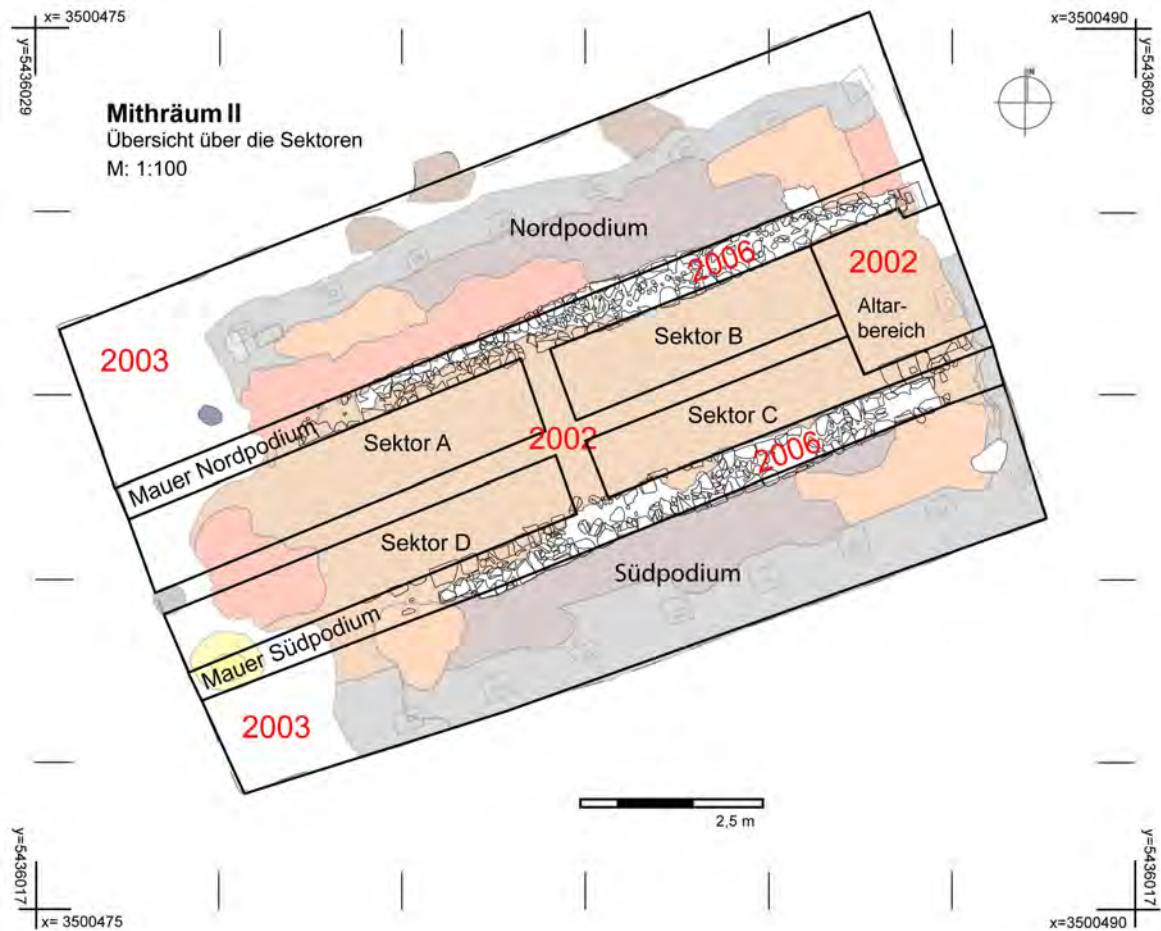 x= 3500475
x=3500490
y=5436029
y=5436029
N
Mithräum II
Übersicht über die Sektoren
M: 1:100
Nordpodium
2006
2002
Altar-
bereich
Sektor B
2003
Sektor C
Sektor A
2002
2006
Mauer Nordpodium
Sektor D
Südpodium
Mauer Südpodium
2003
2,5 m
y=5436017
y=5436017
x= 3500475
x=3500490